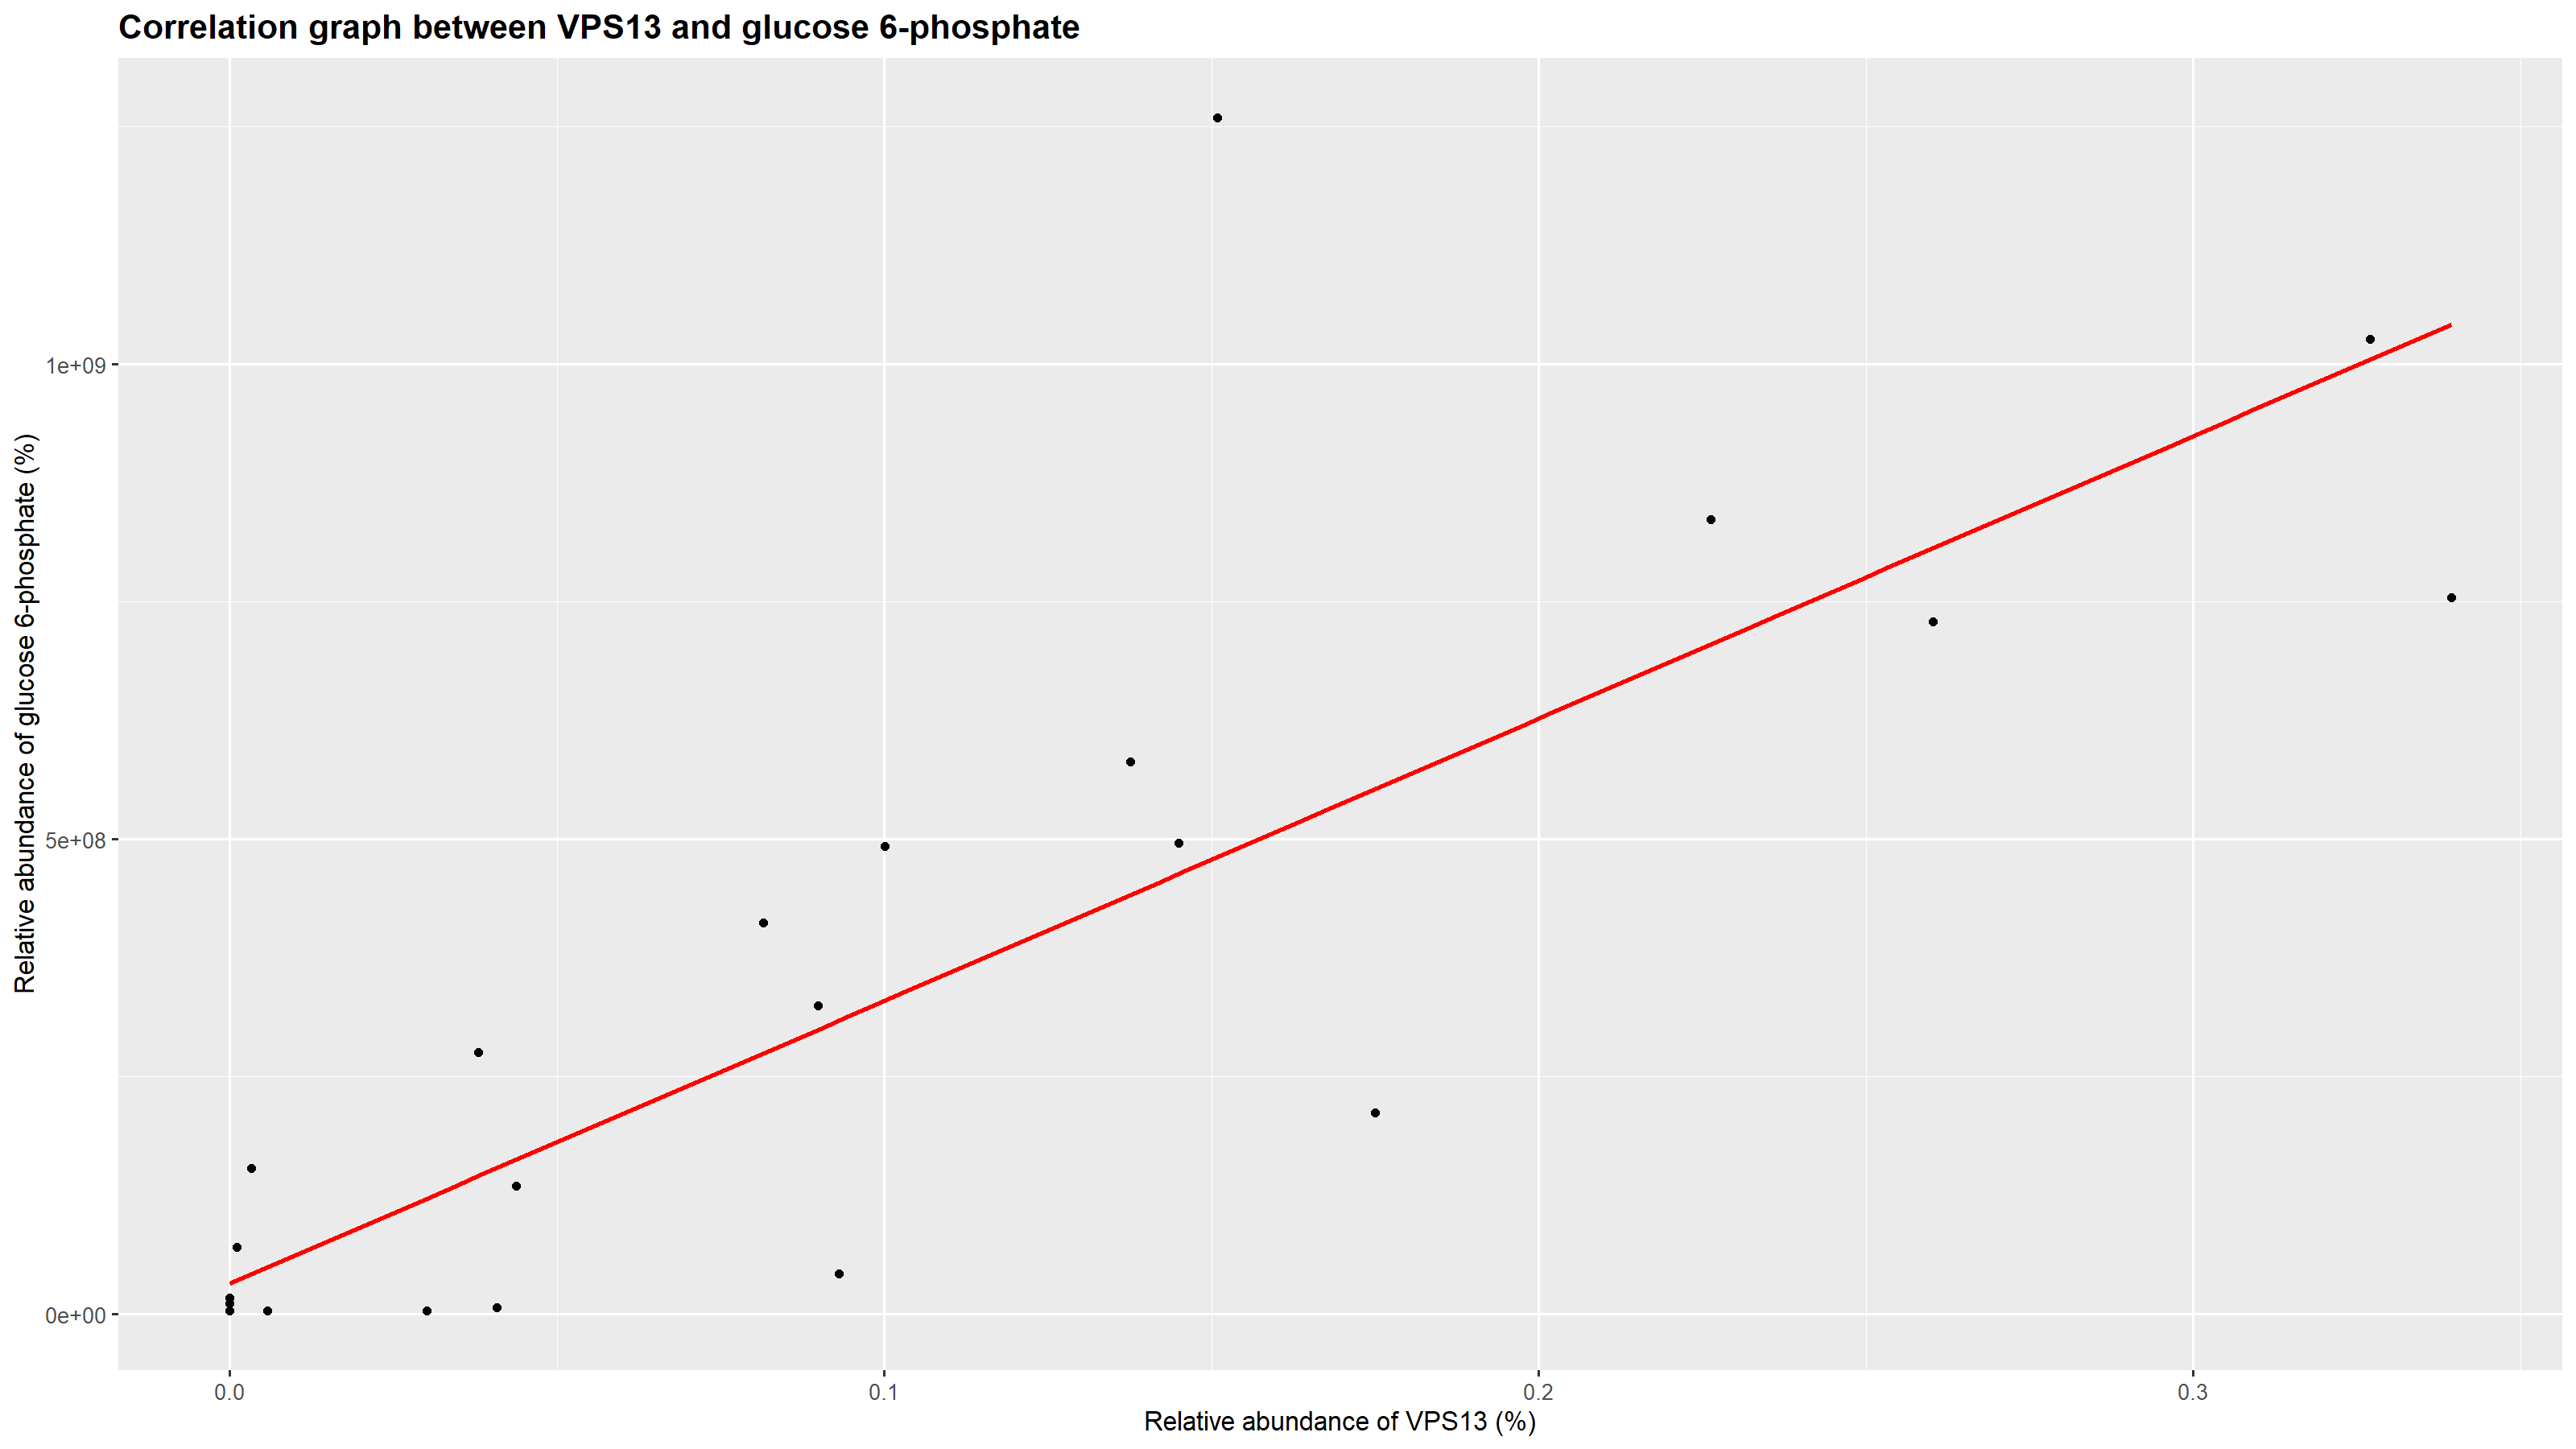 Correlation graph between VPS13 and glucose 6-phosphate
Relative abundance of glucose 6-phosphate (%)
1e+09
5e+08
0e+00
0.0
0.1
0.2
0.3
Relative abundance of VPS13 (%)